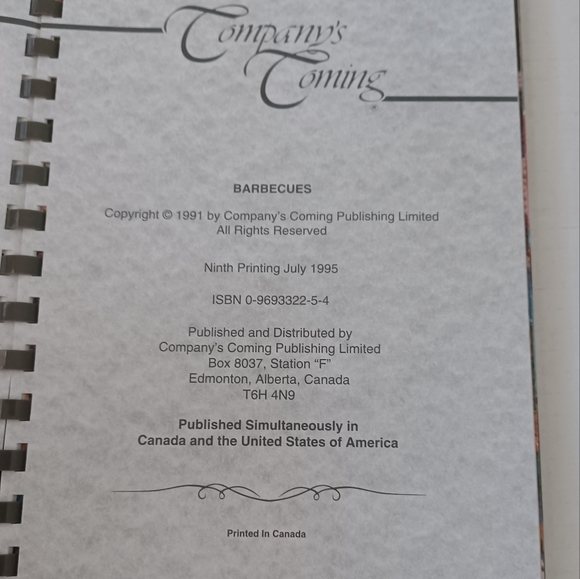 Company's
Coming
BARBECUES
Copyright © 1991 by Company's Coming Publishing Limited
All Rights Reserved
Ninth Printing July 1995
ISBN 0-9693322-5-4
Published and Distributed by
Company's Coming Publishing Limited
Box 8037, Station "F"
Edmonton, Alberta, Canada
T6H 4N9
Published Simultaneously in
Canada and the United States of America
Printed In Canada